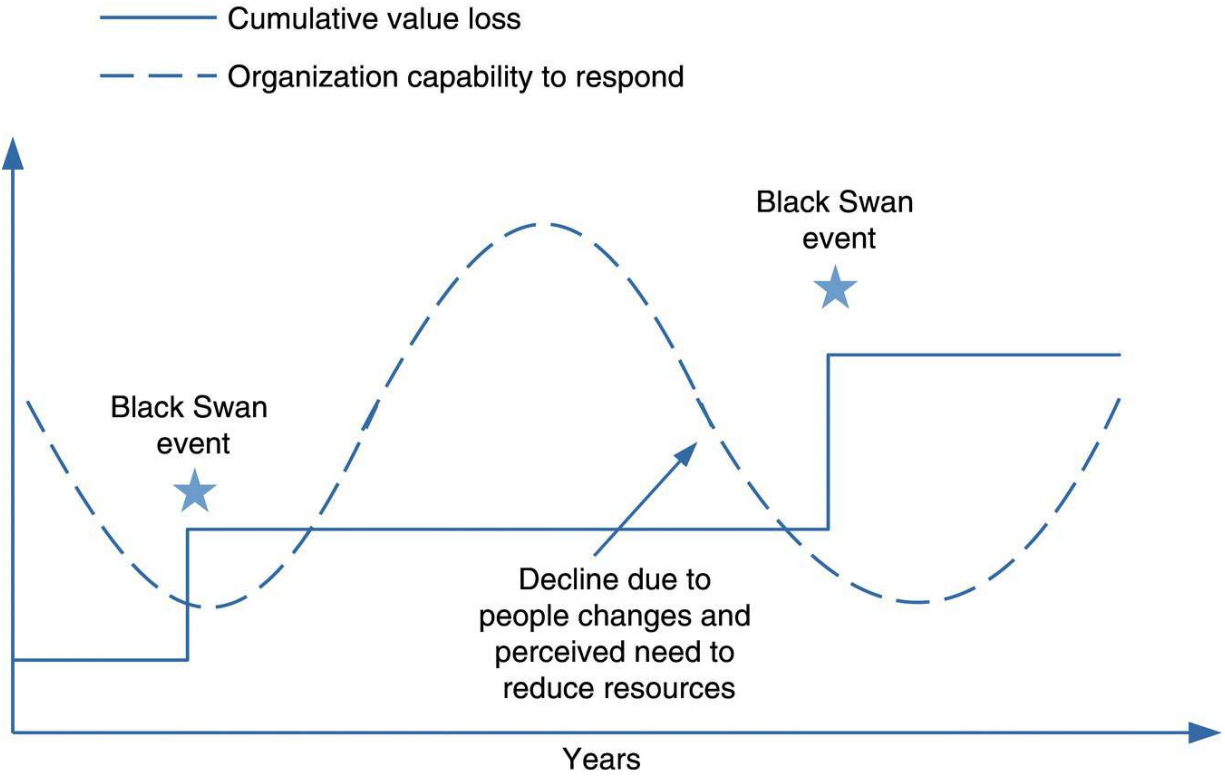 Cumulative value loss
Organization capability to respond
Black Swan
event
Black Swan
event
Decline due to
people changes and
perceived need to
reduce resources
Years